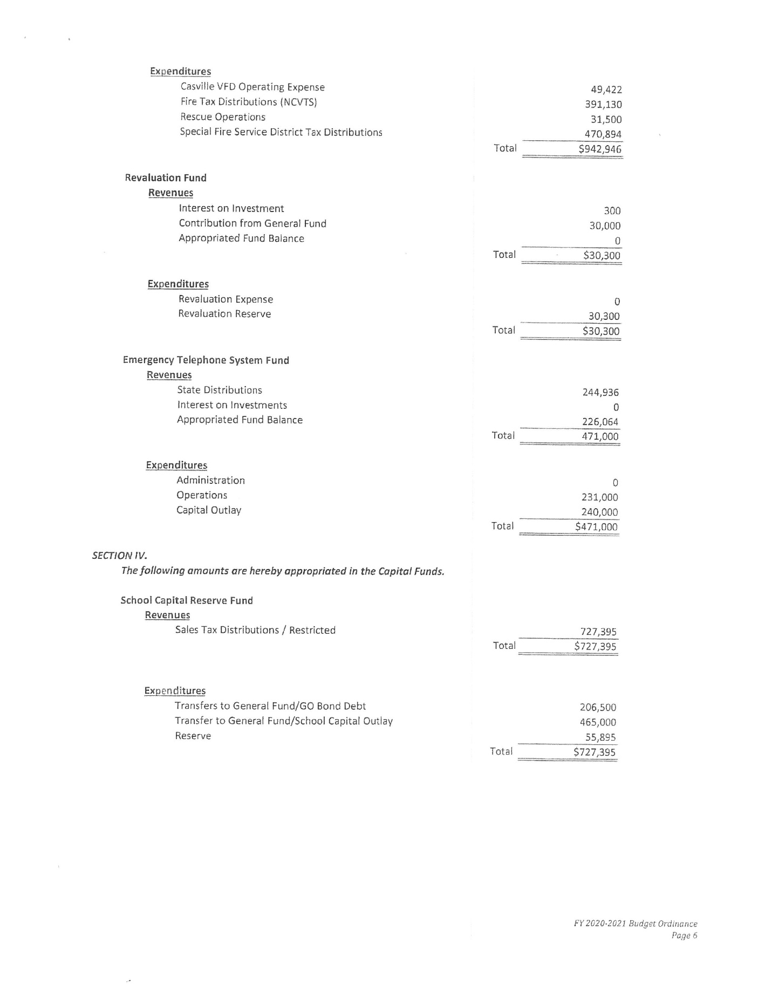 Expenditures
Casville VFD Operating Expense 49,422
Fire Tax Distributions (NCVTS) 391,130
Rescue Operations 31,500
Special Fire Service District Tax Distributions 470,894
Total $942,946
Revaluation Fund
Revenues
Interest on Investment 300
Contribution from General Fund 30,000
Appropriated Fund Balance 0
Total $30,300
Expenditures
Revaluation Expense 0
Revaluation Reserve 30,300
Total $30,300
Emergency Telephone System Fund
Revenues
State Distributions 244,936
Interest on Investments 0
Appropriated Fund Balance 226,064
Total 471,000
Expenditures
Administration 0
Operations 231,000
Capital Outlay 240,000
Total $471,000
SECTION IV.
The following amounts are hereby appropriated in the Capital Funds.
School Capital Reserve Fund
Revenues
Sales Tax Distributions / Restricted 727,395
Total $727,395
Expenditures
Transfers to General Fund/GO Bond Debt 206,500
Transfer to General Fund/School Capital Outlay 465,000
Reserve 55,895
Total $727,395
FY 2020-2021 Budget Ordinance
Page 6